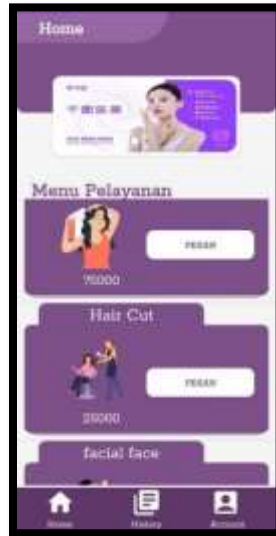 Home
Menu Pelayanan
PESAN
75000
Hair Cut
PESAN
25000
facial face
Home
History
Account